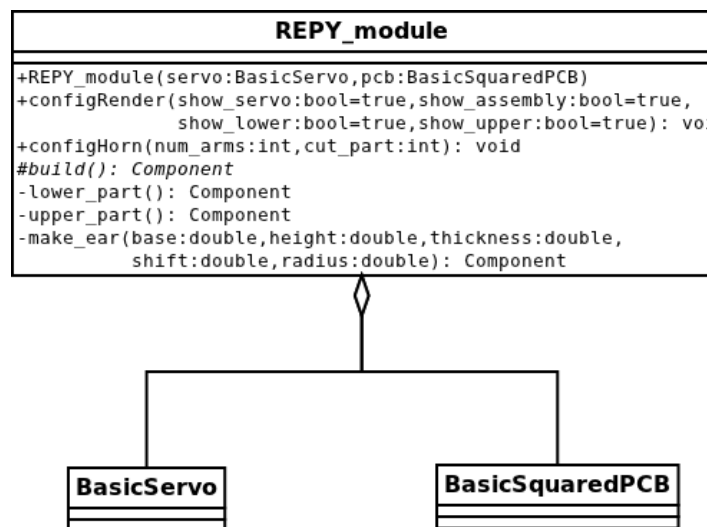 REPY_module
+REPY_module(servo:BasicServo,pcb:BasicSquaredPCB)
+configRender(show_servo:bool=true,show_assembly:bool=true,
show_lower:bool=true,show_upper:bool=true): voi
+configHorn(num_arms:int,cut_part:int): void
#build(): Component
-lower_part(): Component
-upper_part(): Component
-make_ear(base:double,height:double,thickness:double,
shift:double,radius:double): Component
BasicServo
BasicSquaredPCB